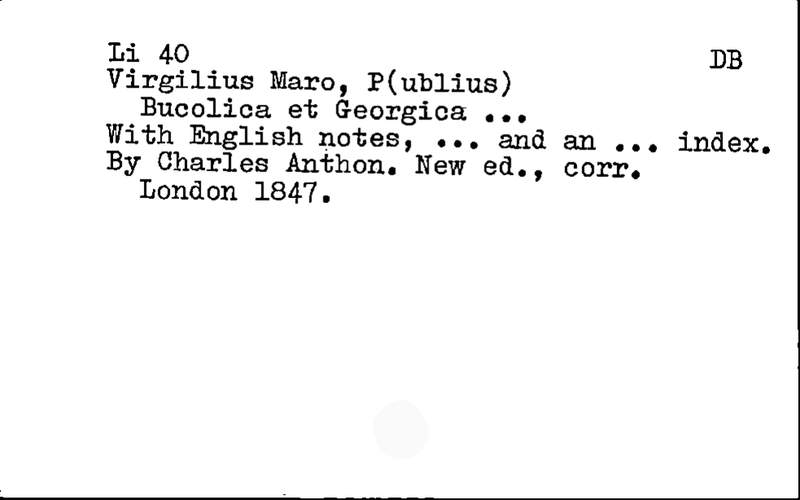 Li 40 DB
Virgilius Maro, P(ublius)
Bucolica et Georgica ...
With English notes, ... and an ... index.
By Charles Anthon. New ed., corr.
London 1847.